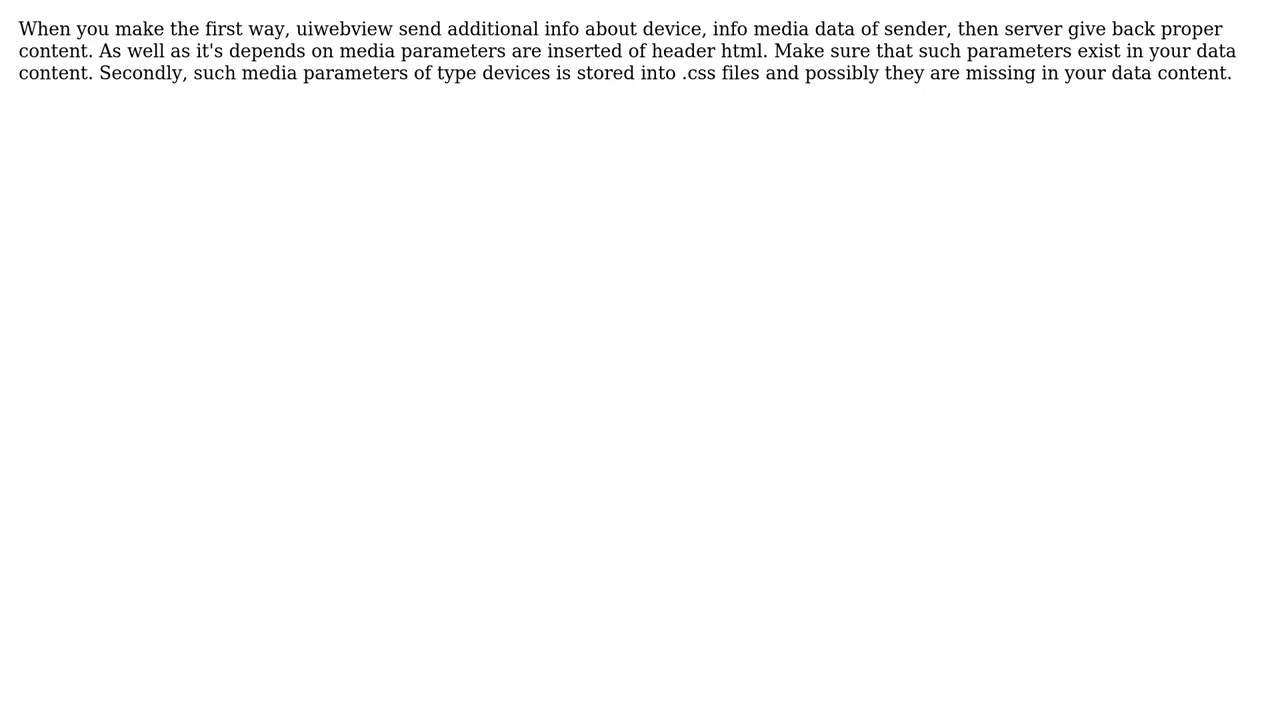 When you make the first way, uiwebview send additional info about device, info media data of sender, then server give back proper
content. As well as it's depends on media parameters are inserted of header html. Make sure that such parameters exist in your data
content. Secondly, such media parameters of type devices is stored into .css files and possibly they are missing in your data content.